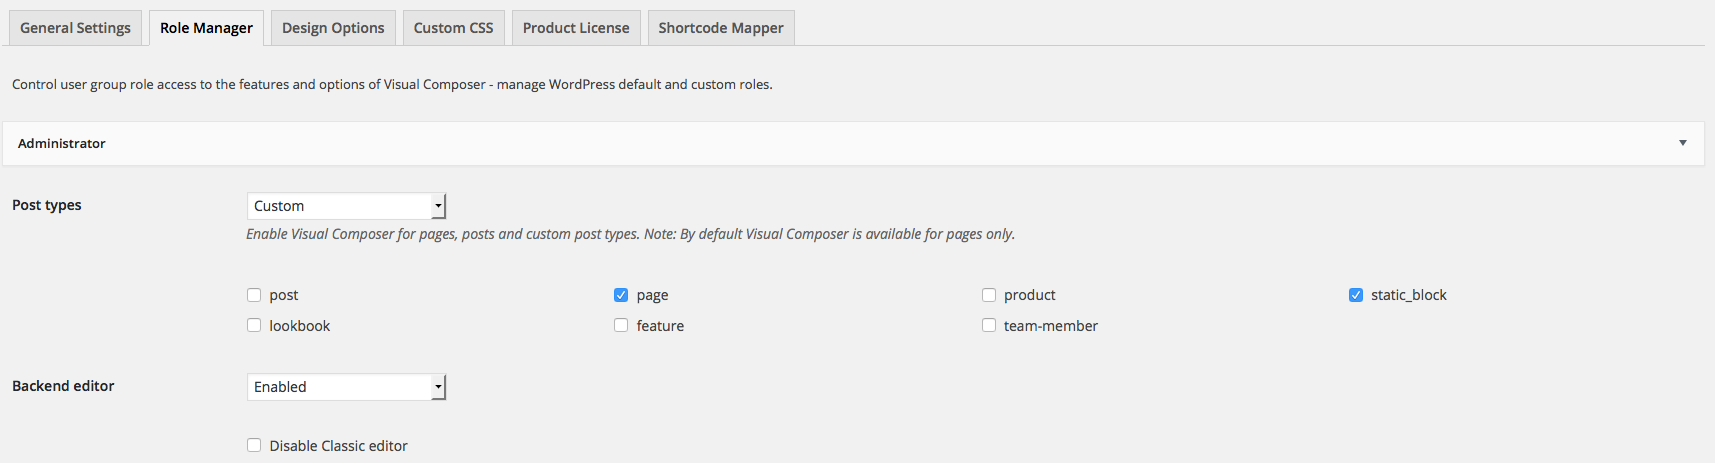 General Settings Role Manager Design Options Custom CSS Product License Shortcode Mapper
Control user group role access to the features and options of Visual Composer - manage WordPress default and custom roles.
Administrator
Post types Custom
Enable Visual Composer for pages, posts and custom post types. Note: By default Visual Composer is available for pages only.
post page product static_block
lookbook feature team-member
Backend editor Enabled
Disable Classic editor